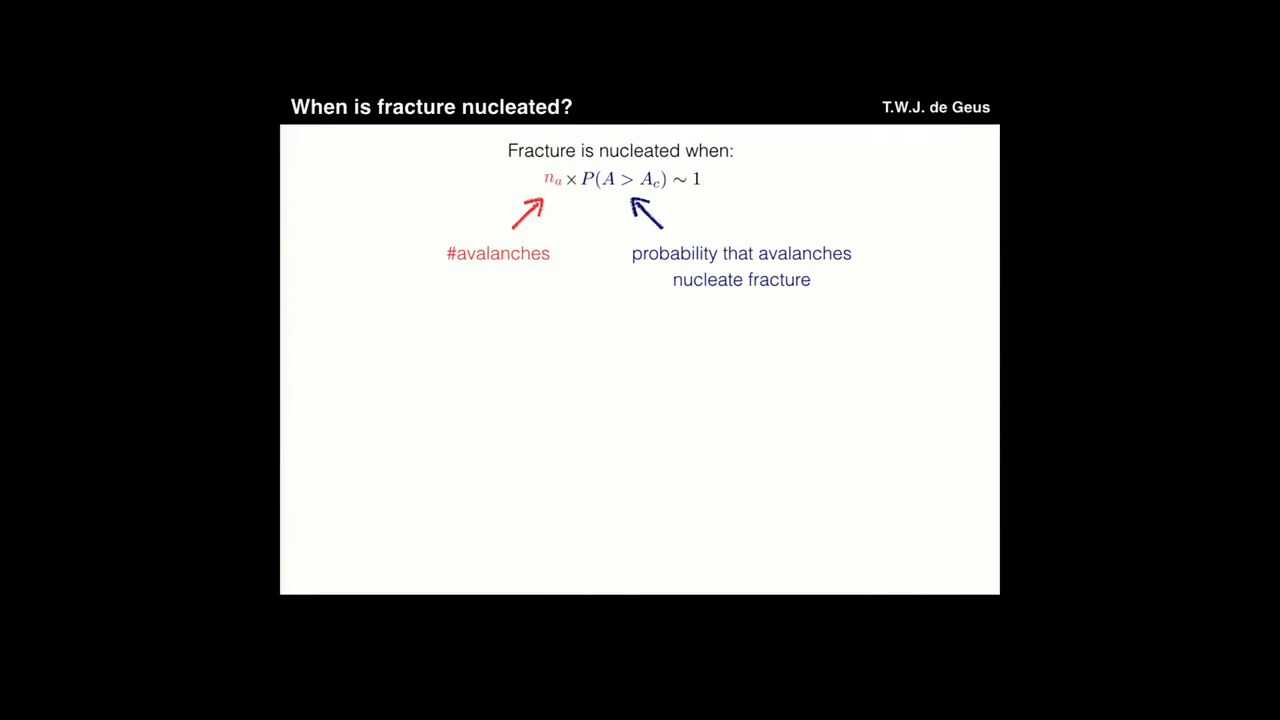 When is fracture nucleated?
T.W.J. de Geus
Fracture is nucleated when:
n_a × P(A > A_c) ∼ 1
#avalanches
probability that avalanches
nucleate fracture